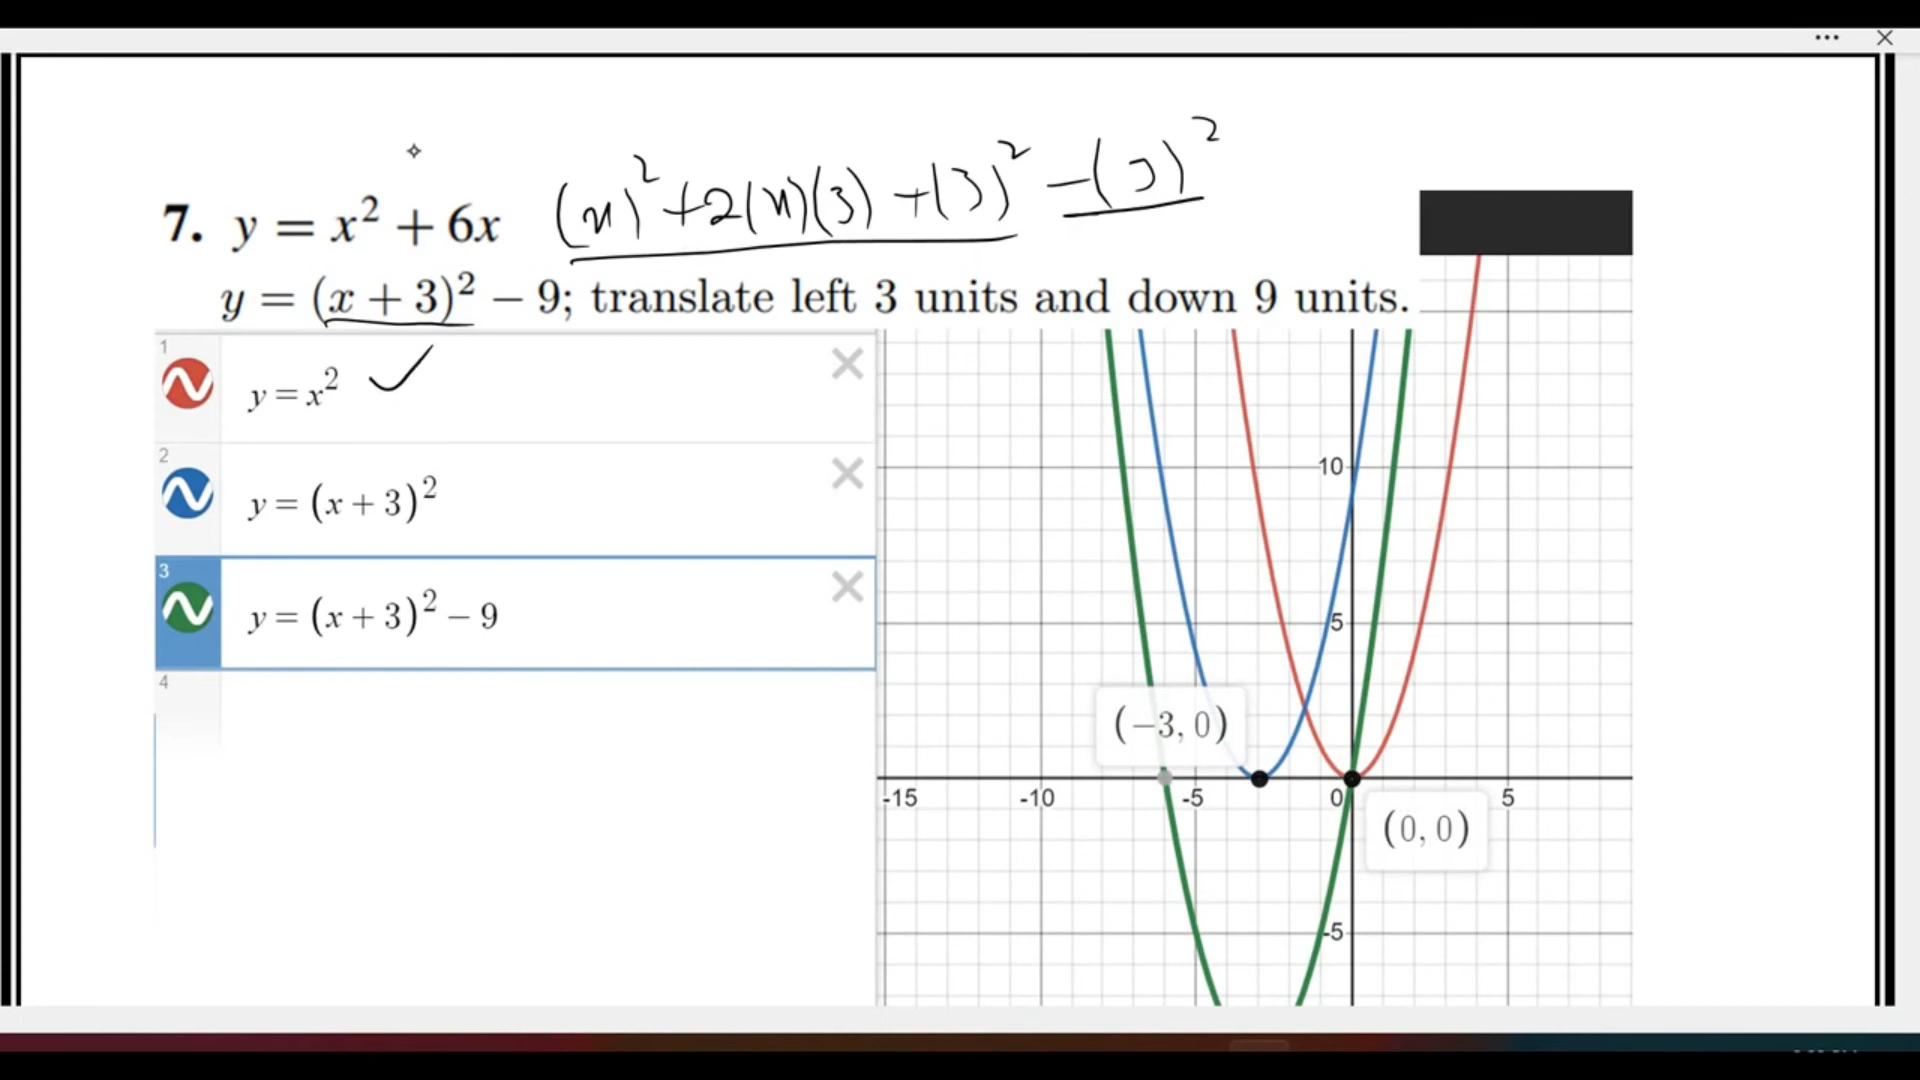 7. y = x² + 6x (x)² + 2(x)(3) + (3)² - (3)²
y = (x + 3)² − 9; translate left 3 units and down 9 units.
1
y = x²
2
y = (x + 3)²
3
y = (x + 3)² − 9
4
10
5
(−3, 0)
-15 -10 -5 0 5
(0, 0)
-5